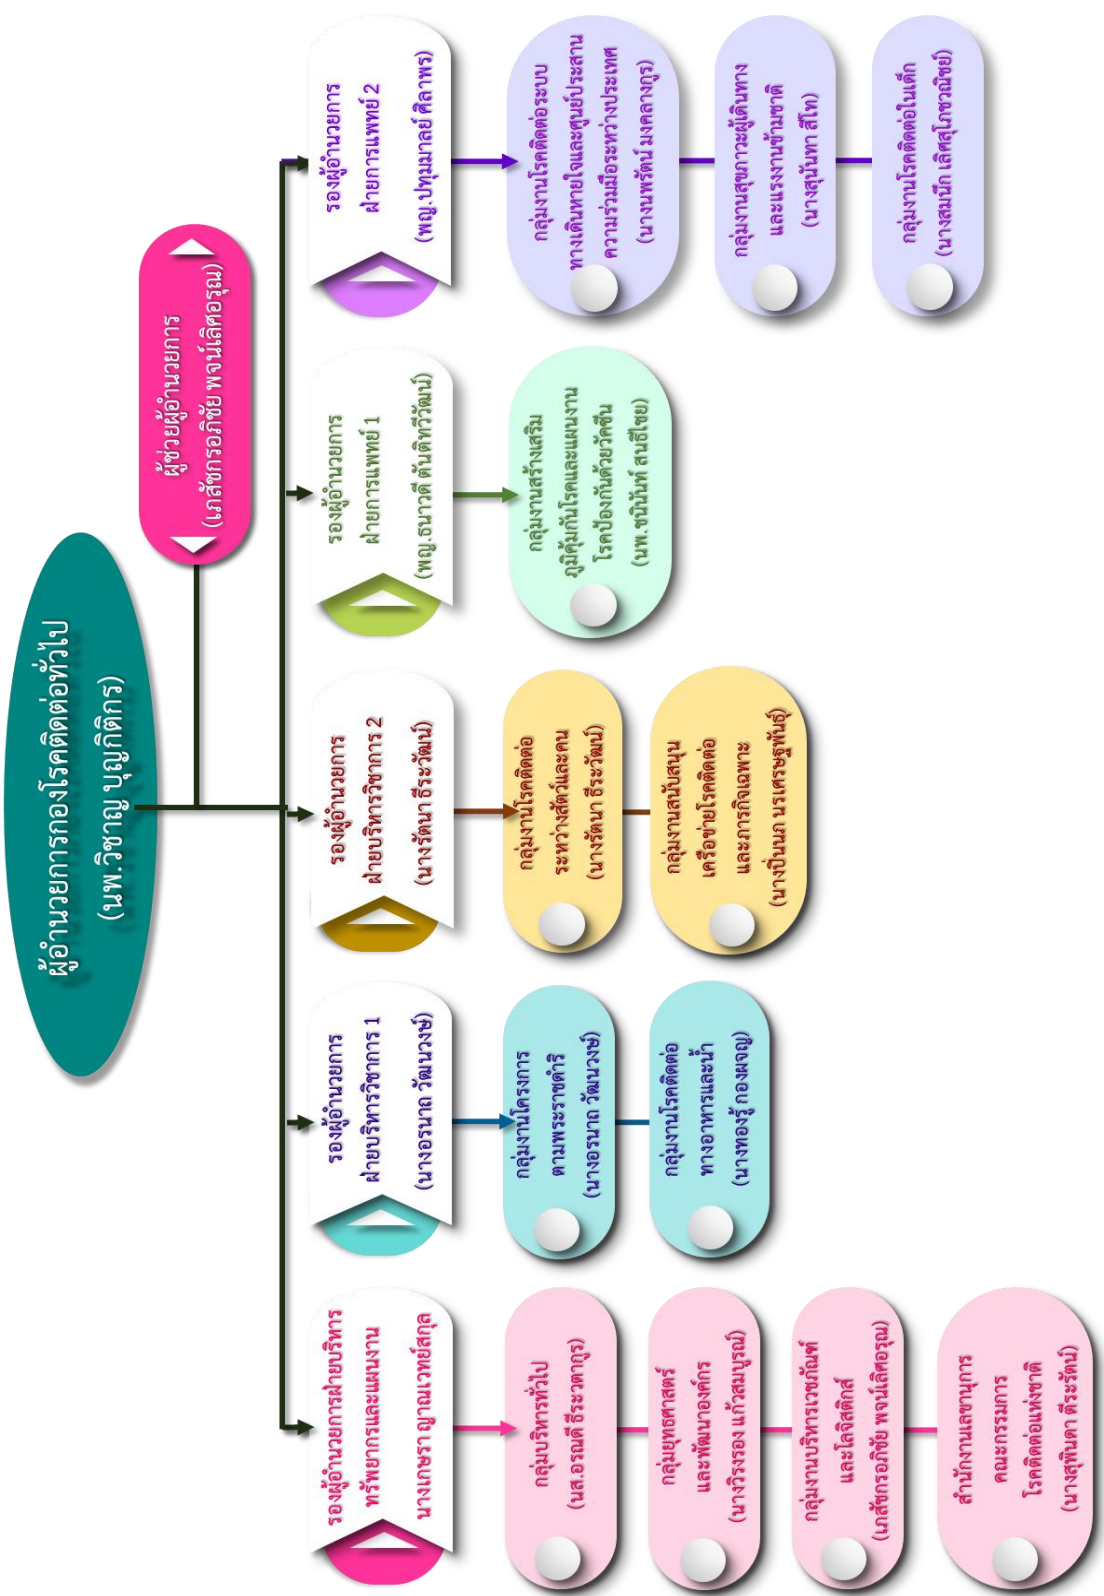 ผู้อำนวยการกองโรคติดต่อทั่วไป
(นพ.วิชาญ บุญกิติกร)
ผู้ช่วยผู้อำนวยการ
(เภสัชกรอภิชัย พจน์เลิศอรุณ)
รองผู้อำนวยการฝ่ายบริหาร
ทรัพยากรและแผนงาน
นางเกษรา ญาณเวทย์สกุล
กลุ่มบริหารทั่วไป
(นส.อรณดี ธีระวตากูร)
กลุ่มยุทธศาสตร์
และพัฒนาองค์กร
(นางวิรงรอง แก้วสมบูรณ์)
กลุ่มงานบริหารเวชภัณฑ์
และโลจิสติกส์
(เภสัชกรอภิชัย พจน์เลิศอรุณ)
สำนักงานเลขานุการ
คณะกรรมการ
โรคติดต่อแห่งชาติ
(นางสุพินดา ตีระรัตน์)
รองผู้อำนวยการ
ฝ่ายบริหารวิชาการ 1
(นางอรนาถ วัฒนวงษ์)
กลุ่มงานโครงการ
ตามพระราชดำริ
(นางอรนาถ วัฒนวงษ์)
กลุ่มงานโรคติดต่อ
ทางอาหารและน้ำ
(นางทองรู้ กองผจญ)
รองผู้อำนวยการ
ฝ่ายบริหารวิชาการ 2
(นางรัตนา ธีระวัฒน์)
กลุ่มงานโรคติดต่อ
ระหว่างสัตว์และคน
(นางรัตนา ธีระวัฒน์)
กลุ่มงานสนับสนุน
เครือข่ายโรคติดต่อ
และภารกิจเฉพาะ
(นางปิ่นนภ นรเศรษฐพันธุ์)
รองผู้อำนวยการ
ฝ่ายการแพทย์ 1
(พญ.ธนาวดี ตันติทวีวัฒน์)
กลุ่มงานสร้างเสริม
ภูมิคุ้มกันโรคและแผนงาน
โรคป้องกันด้วยวัคซีน
(นพ.ชนินันท์ สนธิไชย)
รองผู้อำนวยการ
ฝ่ายการแพทย์ 2
(พญ.ปทุมมาลย์ ศิลาพร)
กลุ่มงานโรคติดต่อระบบ
ทางเดินหายใจและศูนย์ประสาน
ความร่วมมือระหว่างประเทศ
(นางนพรัตน์ มงคลางกูร)
กลุ่มงานสุขภาวะผู้เดินทาง
และแรงงานข้ามชาติ
(นางสุนันทา สีโท)
กลุ่มงานโรคติดต่อในเด็ก
(นางสมนึก เลิศสุโภชวณิชย์)